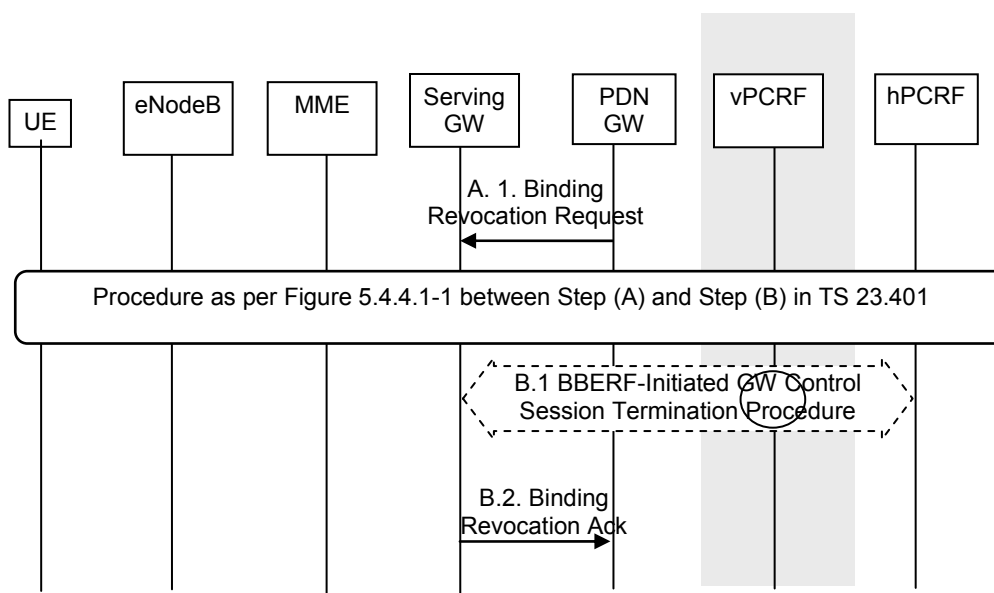 UE
eNodeB
MME
Serving
GW
PDN
GW
vPCRF
hPCRF
A. 1. Binding
Revocation Request
Procedure as per Figure 5.4.4.1-1 between Step (A) and Step (B) in TS 23.401
B.1 BBERF-Initiated GW Control
Session Termination Procedure
B.2. Binding
Revocation Ack